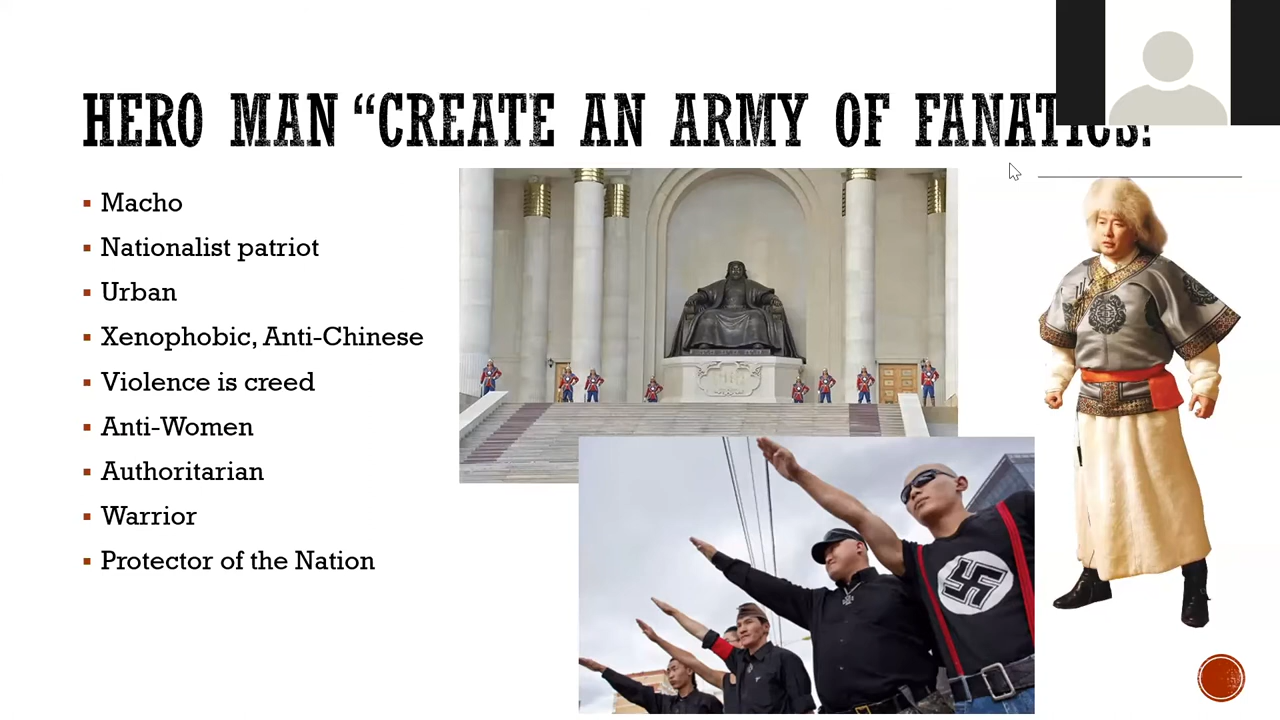 HERO MAN “CREATE AN ARMY OF FANATICS!
Macho
Nationalist patriot
Urban
Xenophobic, Anti-Chinese
Violence is creed
Anti-Women
Authoritarian
Warrior
Protector of the Nation